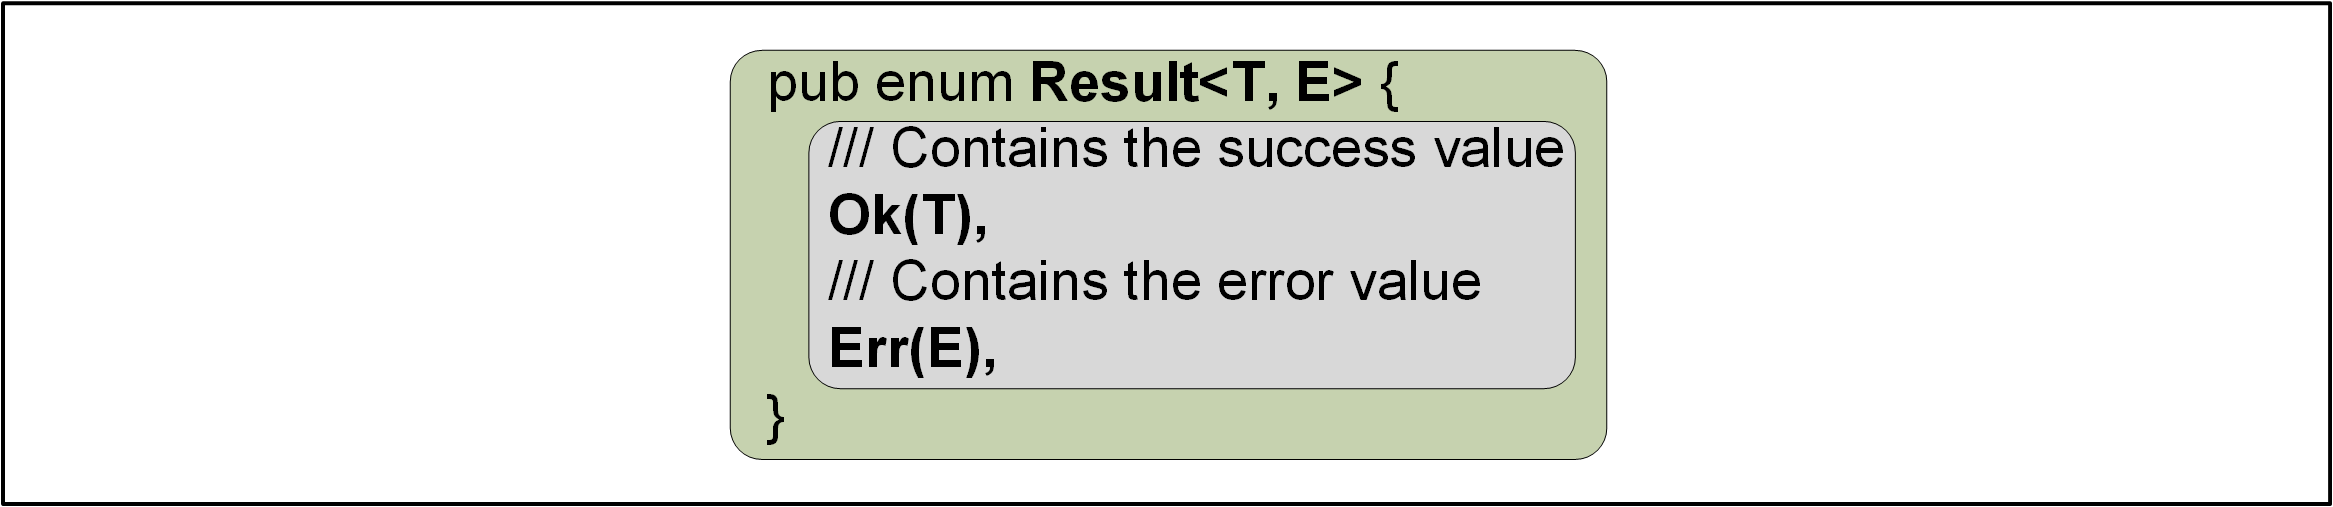 pub enum Result<T, E> {
/// Contains the success value
Ok(T),
/// Contains the error value
Err(E),
}